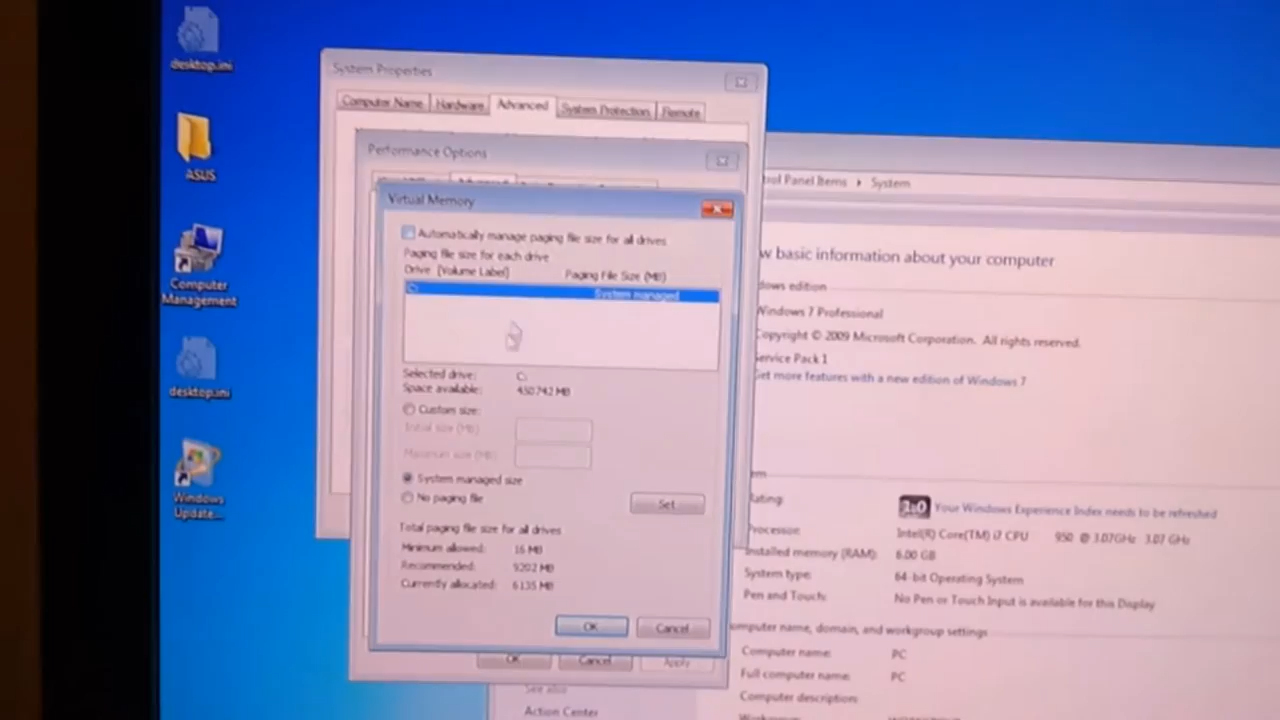 desktop.ini
ASUS
Computer
Management
desktop.ini
Windows
Update...
System Properties
Computer Name
Hardware
Advanced
System Protection
Remote
Performance Options
Virtual Memory
Automatically manage paging file size for all drives
Paging file size for each drive
Drive [Volume Label]
Paging File Size (MB)
C:
System managed
Selected drive:
C:
Space available:
450742 MB
Custom size:
Initial size (MB):
Maximum size (MB):
System managed size
No paging file
Set
Total paging file size for all drives
Minimum allowed:
16 MB
Recommended:
9202 MB
Currently allocated:
6135 MB
OK
Cancel
OK
Cancel
Apply
trol Panel Items
System
w basic information about your computer
dows edition
Windows 7 Professional
Copyright © 2009 Microsoft Corporation. All rights reserved.
Service Pack 1
Get more features with a new edition of Windows 7
em
Rating:
1.0
Your Windows Experience Index needs to be refreshed
Processor:
Intel(R) Core(TM) i7 CPU 950 @ 3.07GHz 3.07 GHz
Installed memory (RAM):
6.00 GB
System type:
64-bit Operating System
Pen and Touch:
No Pen or Touch Input is available for this Display
omputer name, domain, and workgroup settings
Computer name:
PC
Full computer name:
PC
Computer description:
See also
Action Center